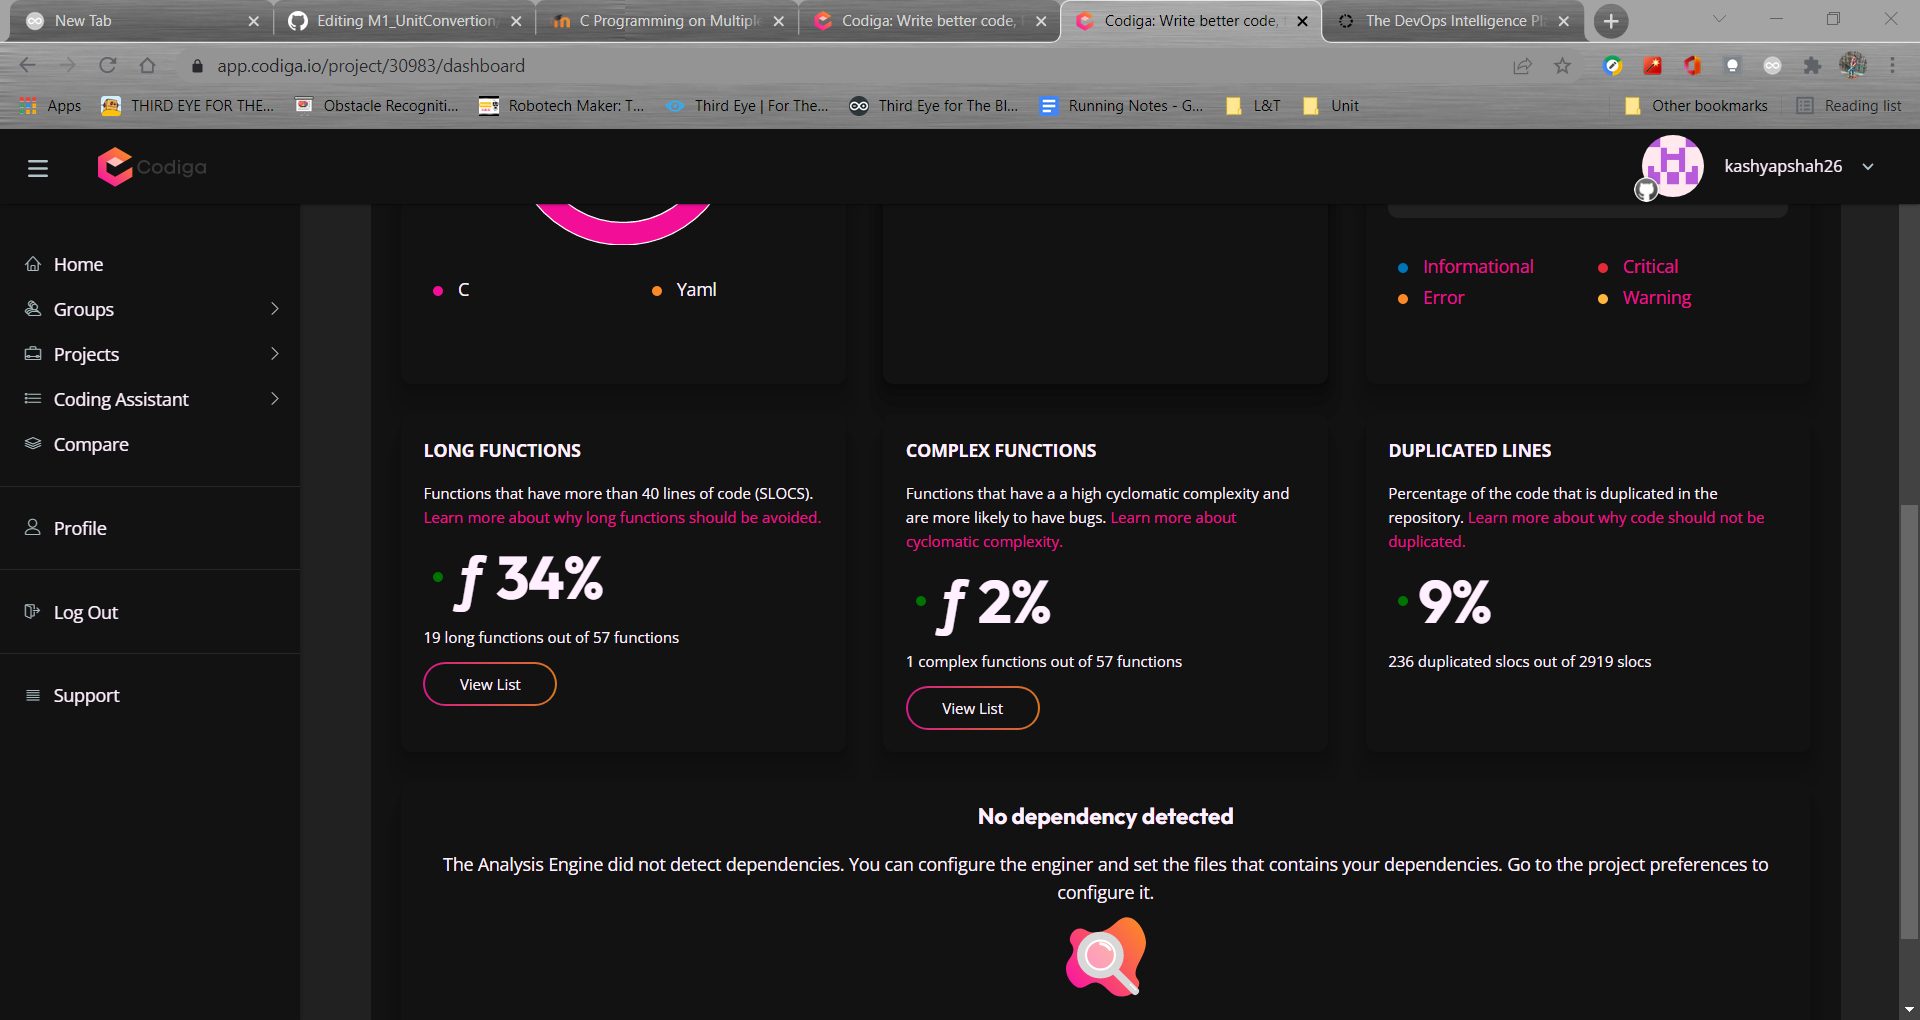 New Tab
Editing M1_UnitConvertion
C Programming on Multiple
Codiga: Write better code,
Codiga: Write better code,
The DevOps Intelligence Pl
app.codiga.io/project/30983/dashboard
Apps
THIRD EYE FOR THE...
Obstacle Recogniti...
Robotech Maker: T...
Third Eye | For The...
Third Eye for The Bl...
Running Notes - G...
L&T
Unit
Other bookmarks
Reading list
Codiga
kashyapshah26
Home
Groups
Projects
Coding Assistant
Compare
Profile
Log Out
Support
C
Yaml
Informational
Critical
Error
Warning
LONG FUNCTIONS
Functions that have more than 40 lines of code (SLOCS).
Learn more about why long functions should be avoided.
ƒ 34%
19 long functions out of 57 functions
View List
COMPLEX FUNCTIONS
Functions that have a a high cyclomatic complexity and
are more likely to have bugs. Learn more about
cyclomatic complexity.
ƒ 2%
1 complex functions out of 57 functions
View List
DUPLICATED LINES
Percentage of the code that is duplicated in the
repository. Learn more about why code should not be
duplicated.
9%
236 duplicated slocs out of 2919 slocs
No dependency detected
The Analysis Engine did not detect dependencies. You can configure the enginer and set the files that contains your dependencies. Go to the project preferences to
configure it.